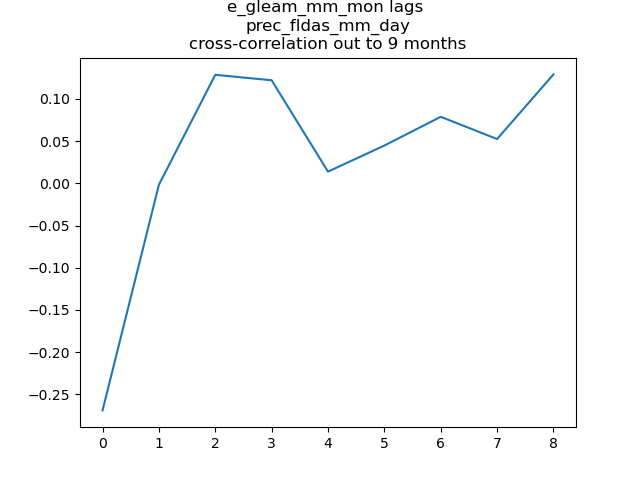 e_gleam_mm_mon lags
prec_fldas_mm_day
cross-correlation out to 9 months
0.10
0.05
0.00
−0.05
−0.10
−0.15
−0.20
−0.25
0 1 2 3 4 5 6 7 8